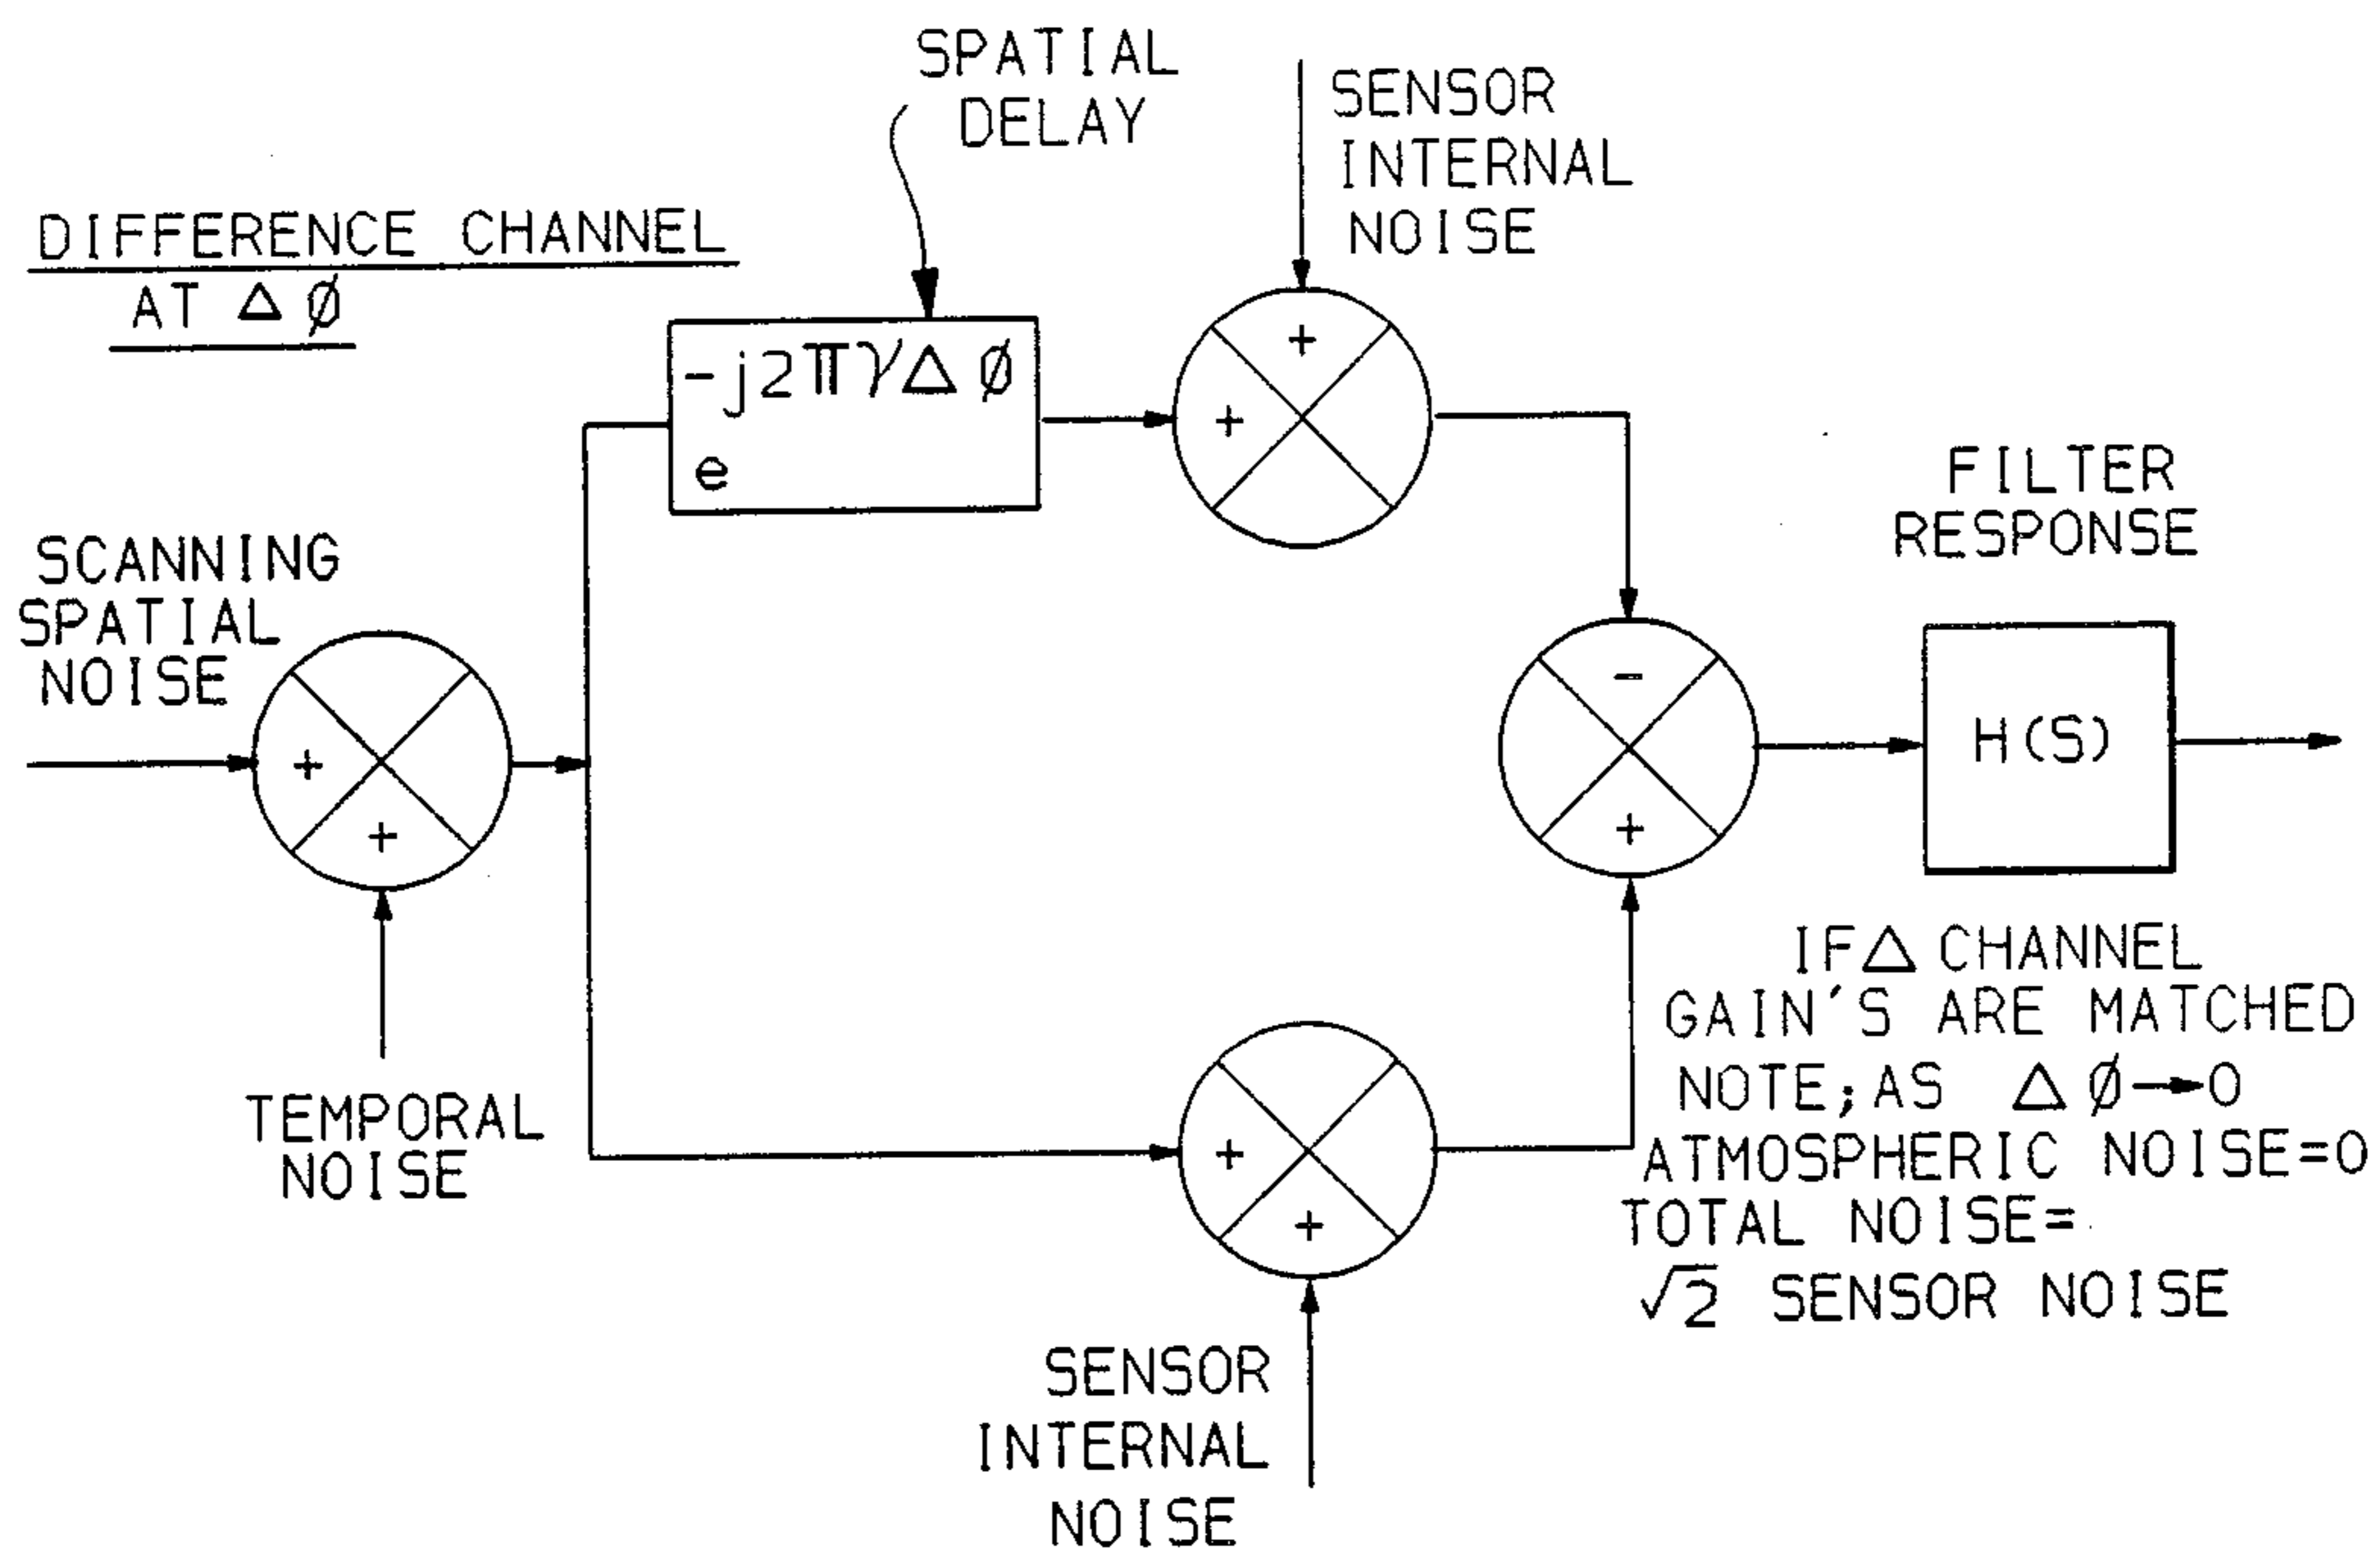 SPATIAL
DELAY
SENSOR
INTERNAL
NOISE
DIFFERENCE CHANNEL
AT Δ ∅
-j2πγΔ ∅
e
+
+
FILTER
RESPONSE
SCANNING
SPATIAL
NOISE
+
+
-
+
H(S)
TEMPORAL
NOISE
+
+
IFΔ CHANNEL
GAIN'S ARE MATCHED
NOTE;AS Δ ∅→0
ATMOSPHERIC NOISE=0
TOTAL NOISE=
√2 SENSOR NOISE
SENSOR
INTERNAL
NOISE